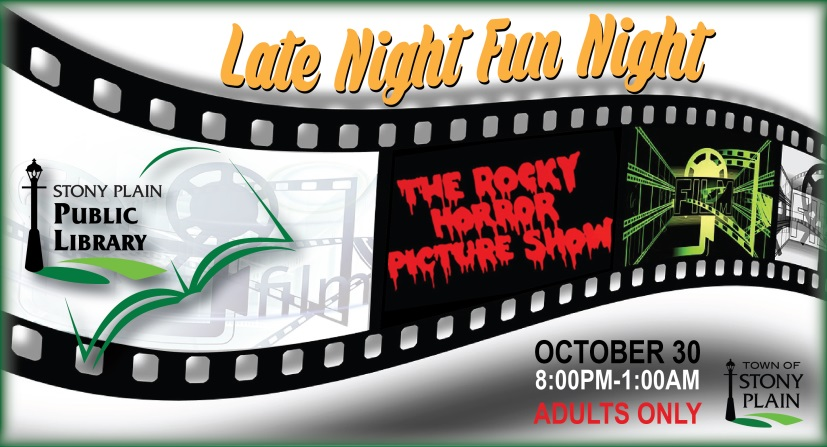 Late Night Fun Night
STONY PLAIN
PUBLIC
LIBRARY
film
THE ROCKY
HORROR
PICTURE SHOW
FILM
OCTOBER 30
8:00PM-1:00AM
ADULTS ONLY
TOWN OF
STONY
PLAIN